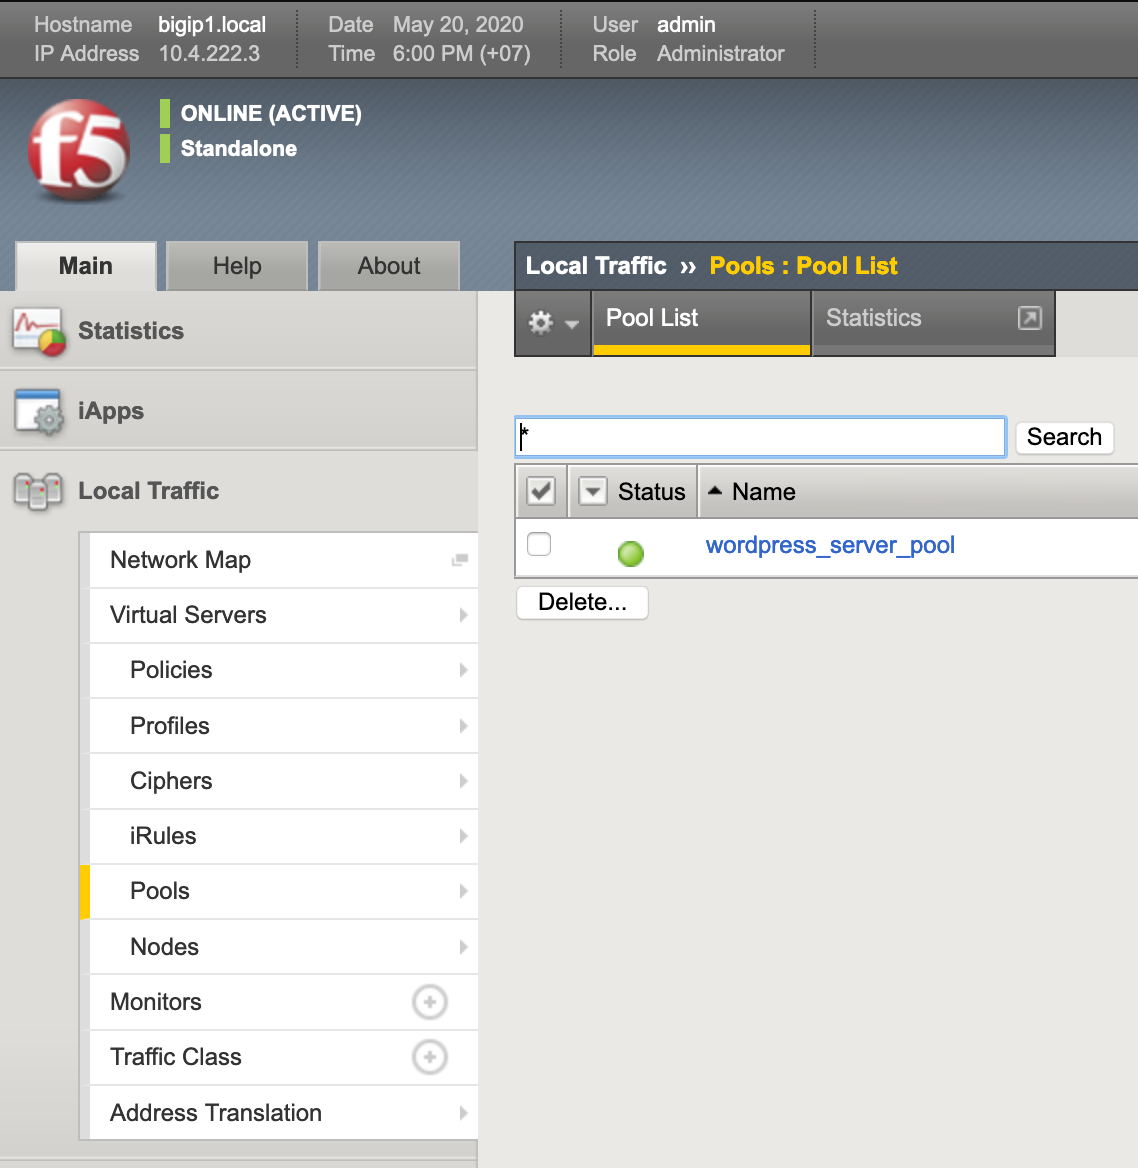 Hostname bigip1.local Date May 20, 2020 User admin
IP Address 10.4.222.3 Time 6:00 PM (+07) Role Administrator
f5
ONLINE (ACTIVE)
Standalone
Main Help About
Local Traffic ›› Pools : Pool List
Pool List Statistics
Statistics
iApps
Local Traffic
Network Map
Virtual Servers
Policies
Profiles
Ciphers
iRules
Pools
Nodes
Monitors
Traffic Class
Address Translation
* Search
Status Name
wordpress_server_pool
Delete...